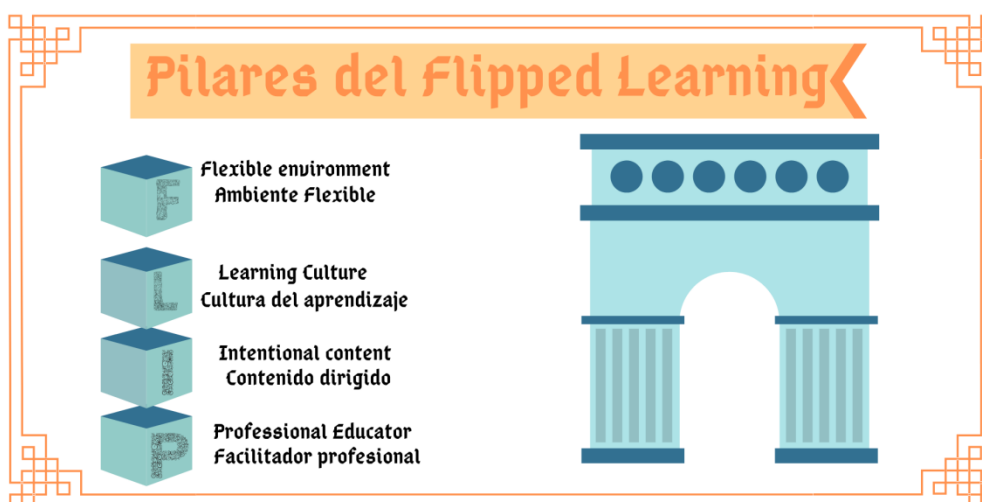 Pilares del Flipped Learning
F
Flexible environment
Ambiente Flexible
L
Learning Culture
Cultura del aprendizaje
I
Intentional content
Contenido dirigido
P
Professional Educator
Facilitador profesional